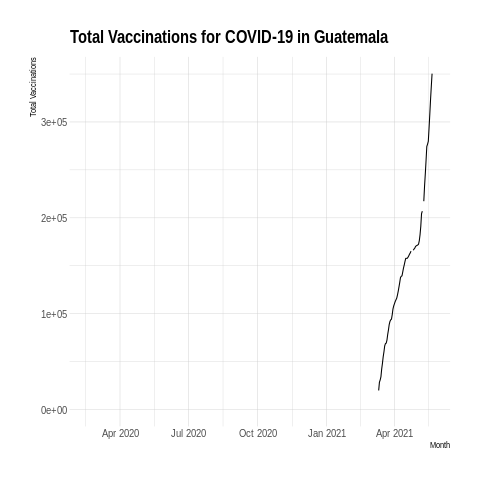 Total Vaccinations for COVID-19 in Guatemala
Total Vaccinations
3e+05
2e+05
1e+05
0e+00
Apr 2020
Jul 2020
Oct 2020
Jan 2021
Apr 2021
Month